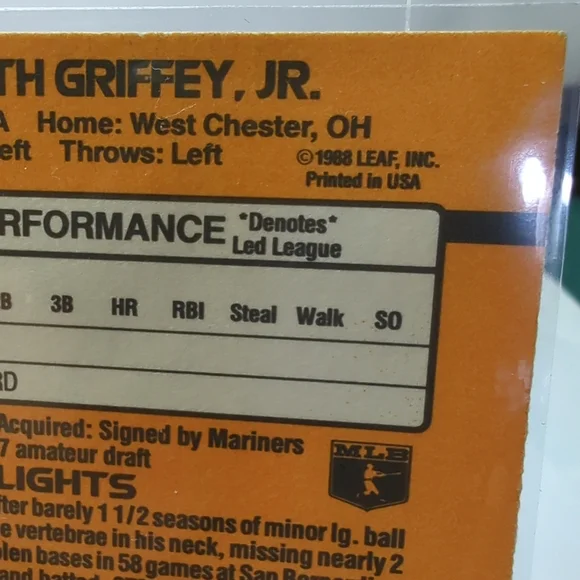 TH GRIFFEY, JR.
A Home: West Chester, OH
eft Throws: Left ©1988 LEAF, INC.
Printed in USA
RFORMANCE *Denotes*
Led League
B 3B HR RBI Steal Walk SO
RD
Acquired: Signed by Mariners
7 amateur draft
LIGHTS
MLB
fter barely 1 1/2 seasons of minor lg. ball
e vertebrae in his neck, missing nearly 2
olen bases in 58 games at San
and batted